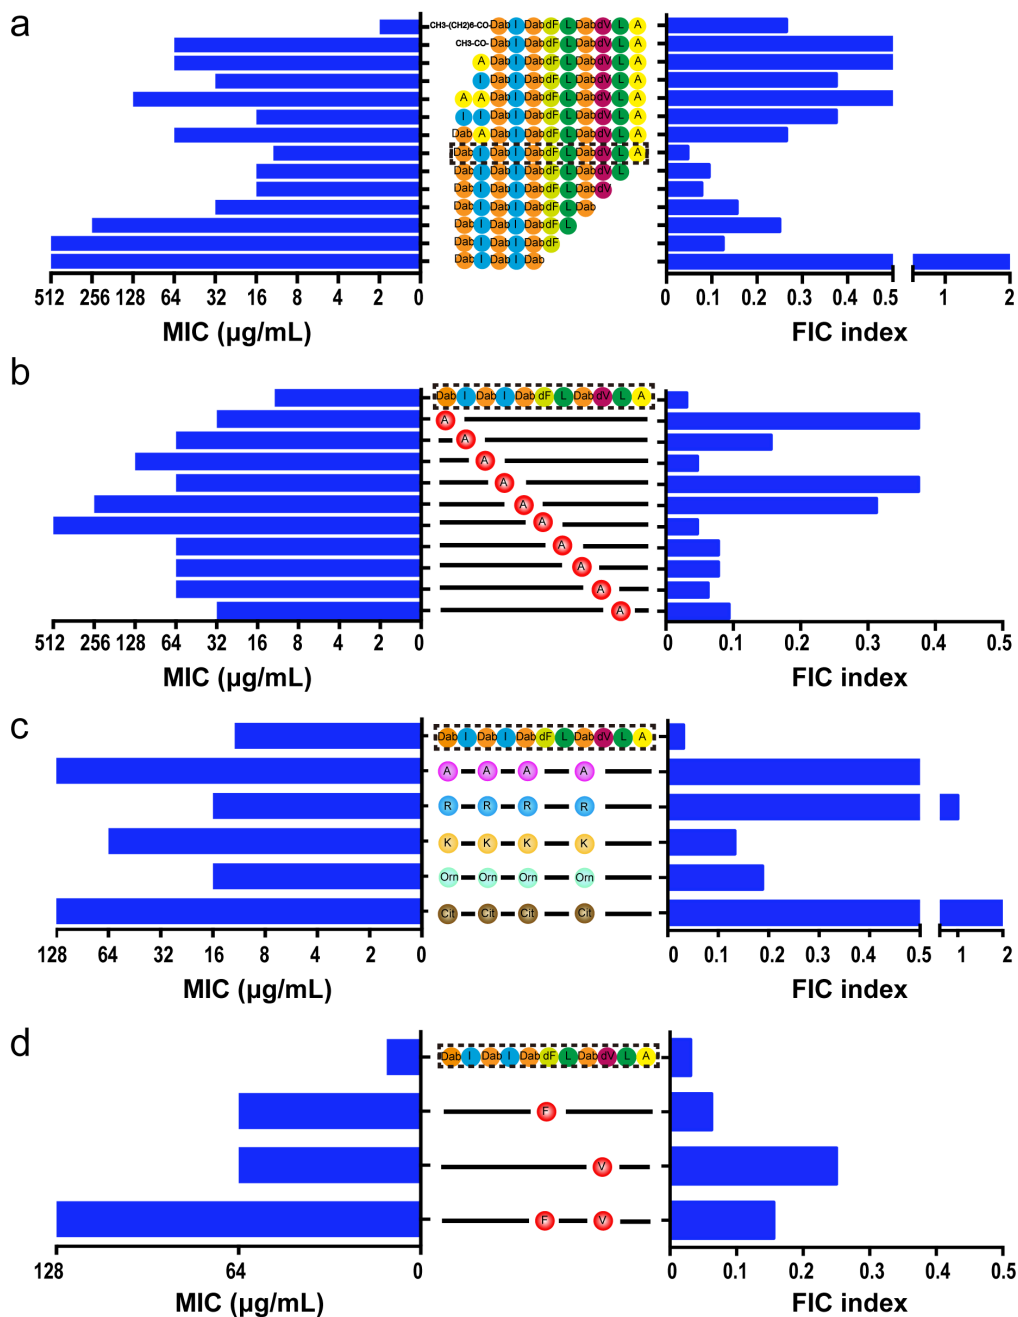 a
CH3-(CH2)6-CO- Dab I Dab dF L Dab dV L A
CH3-CO- Dab I Dab dF L Dab dV L A
A Dab I Dab dF L Dab dV L A
I Dab I Dab dF L Dab dV L A
A A Dab I Dab dF L Dab dV L A
I I Dab I Dab dF L Dab dV L A
Dab A Dab I Dab dF L Dab dV L A
Dab I Dab I Dab dF L Dab dV L A
Dab I Dab I Dab dF L Dab dV L
Dab I Dab I Dab dF L Dab dV
Dab I Dab I Dab dF L Dab
Dab I Dab I Dab dF L
Dab I Dab I Dab dF
Dab I Dab I Dab
512 256 128 64 32 16 8 4 2 0
0 0.1 0.2 0.3 0.4 0.5 1 2
MIC (µg/mL)
FIC index
b
Dab I Dab I Dab dF L Dab dV L A
A
A
A
A
A
A
A
A
A
A
512 256 128 64 32 16 8 4 2 0
0 0.1 0.2 0.3 0.4 0.5
MIC (µg/mL)
FIC index
c
Dab I Dab I Dab dF L Dab dV L A
A A A A
R R R R
K K K K
Orn Orn Orn Orn
Cit Cit Cit Cit
128 64 32 16 8 4 2 0
0 0.1 0.2 0.3 0.4 0.5 1 2
MIC (µg/mL)
FIC index
d
Dab I Dab I Dab dF L Dab dV L A
F
V
F V
128 64 0
0 0.1 0.2 0.3 0.4 0.5
MIC (µg/mL)
FIC index